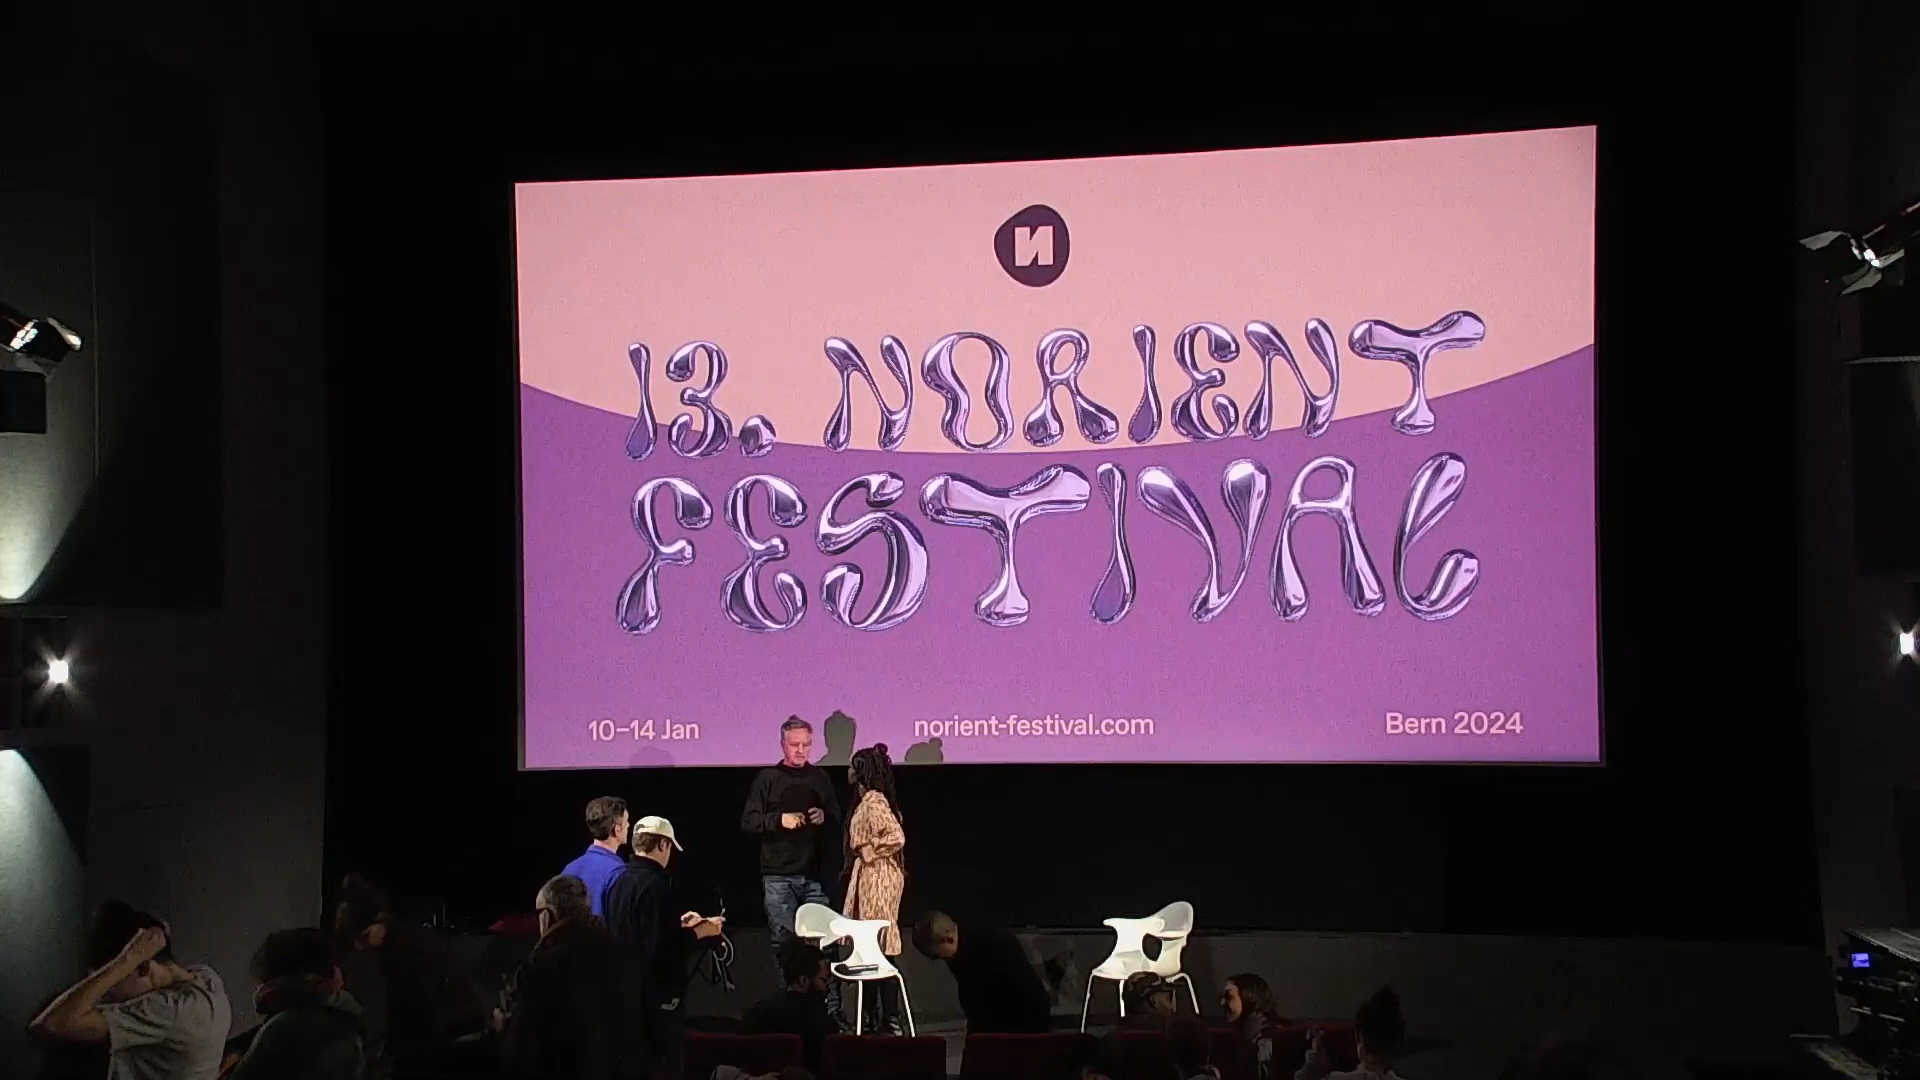 И
13. NORIENT
FESTIVAL
10–14 Jan
norient-festival.com
Bern 2024